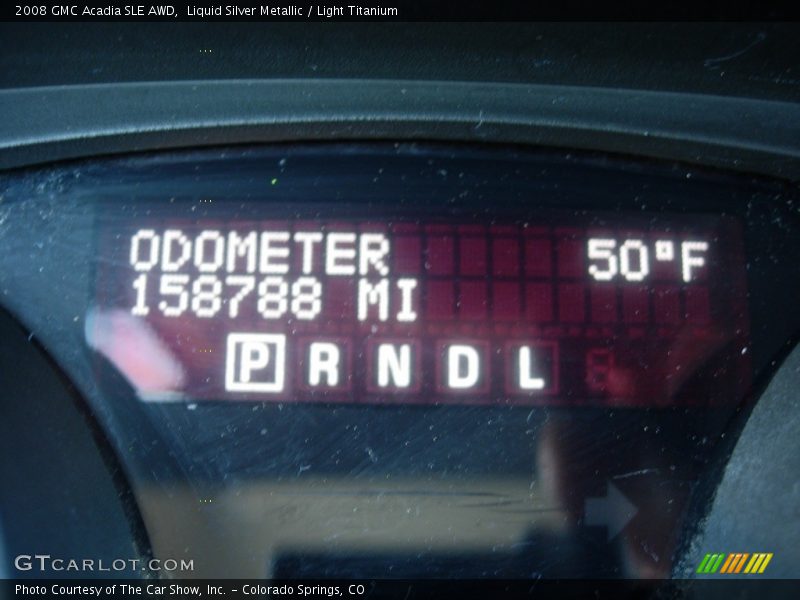 2008 GMC Acadia SLE AWD,  Liquid Silver Metallic / Light Titanium
ODOMETER 50°F
158788 MI
P R N D L
GTCARLOT.COM
Photo Courtesy of The Car Show, Inc. – Colorado Springs, CO